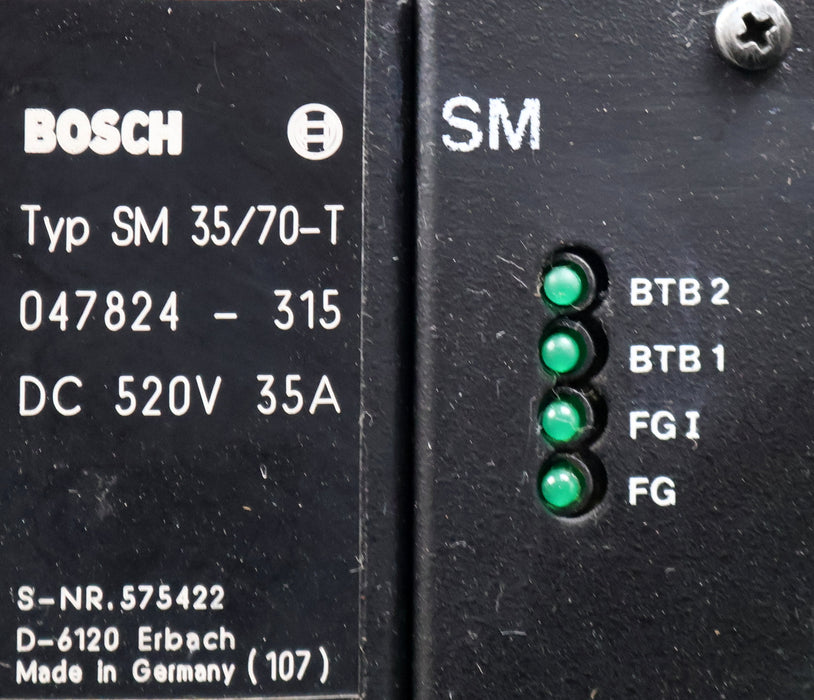 BOSCH
Typ SM 35/70-T
047824 - 315
DC 520V 35A
S-NR. 575422
D-6120 Erbach
Made in Germany (107)
SM
BTB 2
BTB 1
FG I
FG